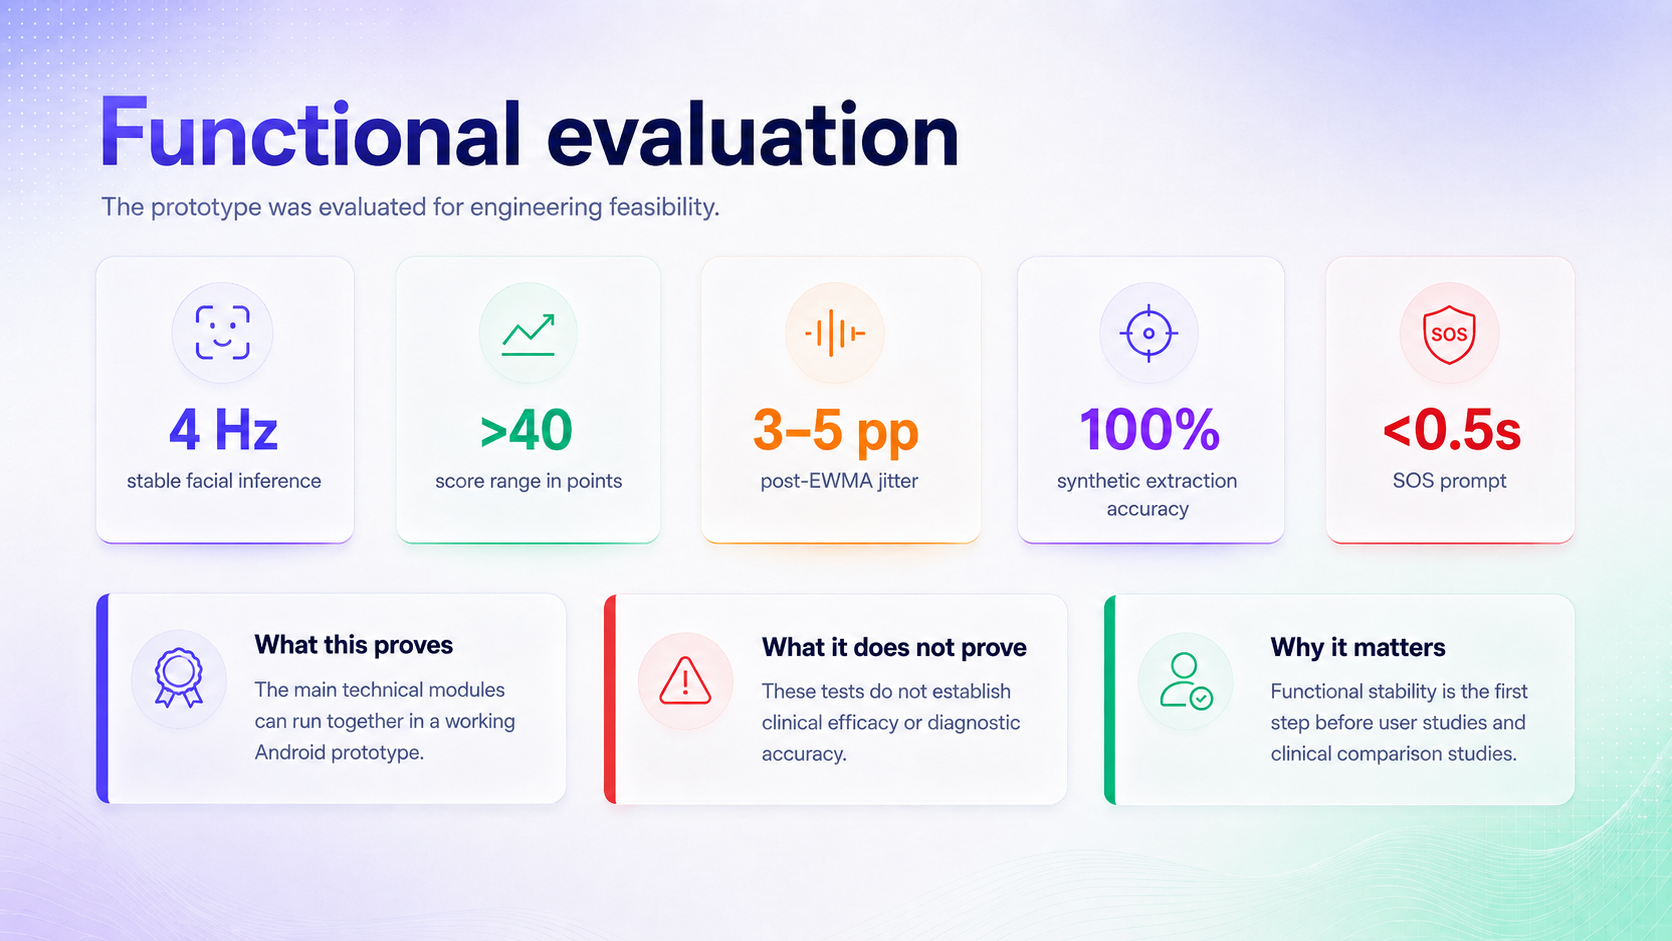 Functional evaluation
The prototype was evaluated for engineering feasibility.
4 Hz
stable facial inference
>40
score range in points
3–5 pp
post-EWMA jitter
100%
synthetic extraction
accuracy
SOS
<0.5s
SOS prompt
What this proves
The main technical modules
can run together in a working
Android prototype.
What it does not prove
These tests do not establish
clinical efficacy or diagnostic
accuracy.
Why it matters
Functional stability is the first
step before user studies and
clinical comparison studies.